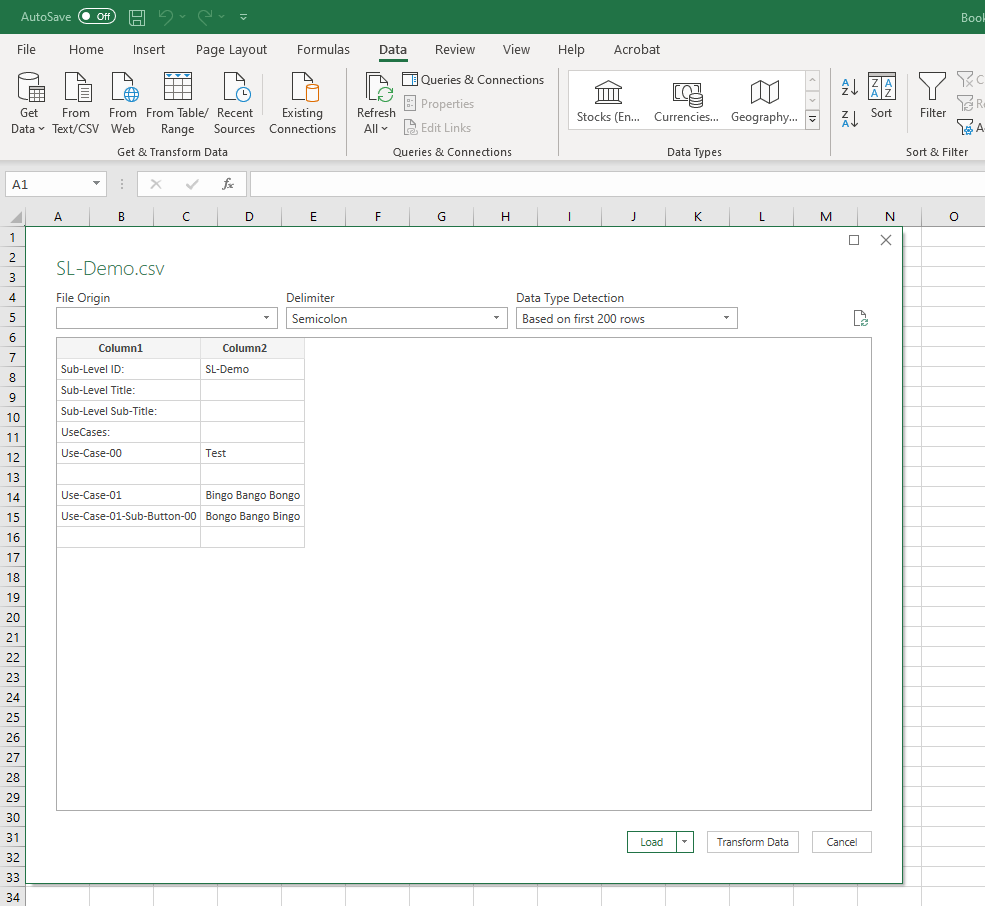 AutoSave Off Book
File Home Insert Page Layout Formulas Data Review View Help Acrobat
Get Data
From Text/CSV
From Web
From Table/ Range
Recent Sources
Existing Connections
Get & Transform Data
Refresh All
Queries & Connections
Properties
Edit Links
Queries & Connections
Stocks (En...
Currencies...
Geography...
Data Types
Sort
Filter
C
Re
A
Sort & Filter
A1 fx
A B C D E F G H I J K L M N O
1
2
3
4
5
6
7
8
9
10
11
12
13
14
15
16
17
18
19
20
21
22
23
24
25
26
27
28
29
30
31
32
33
34
SL-Demo.csv
File Origin Delimiter Data Type Detection
Semicolon Based on first 200 rows
Column1 Column2
Sub-Level ID: SL-Demo
Sub-Level Title:
Sub-Level Sub-Title:
UseCases:
Use-Case-00 Test
Use-Case-01 Bingo Bango Bongo
Use-Case-01-Sub-Button-00 Bongo Bango Bingo
Load Transform Data Cancel